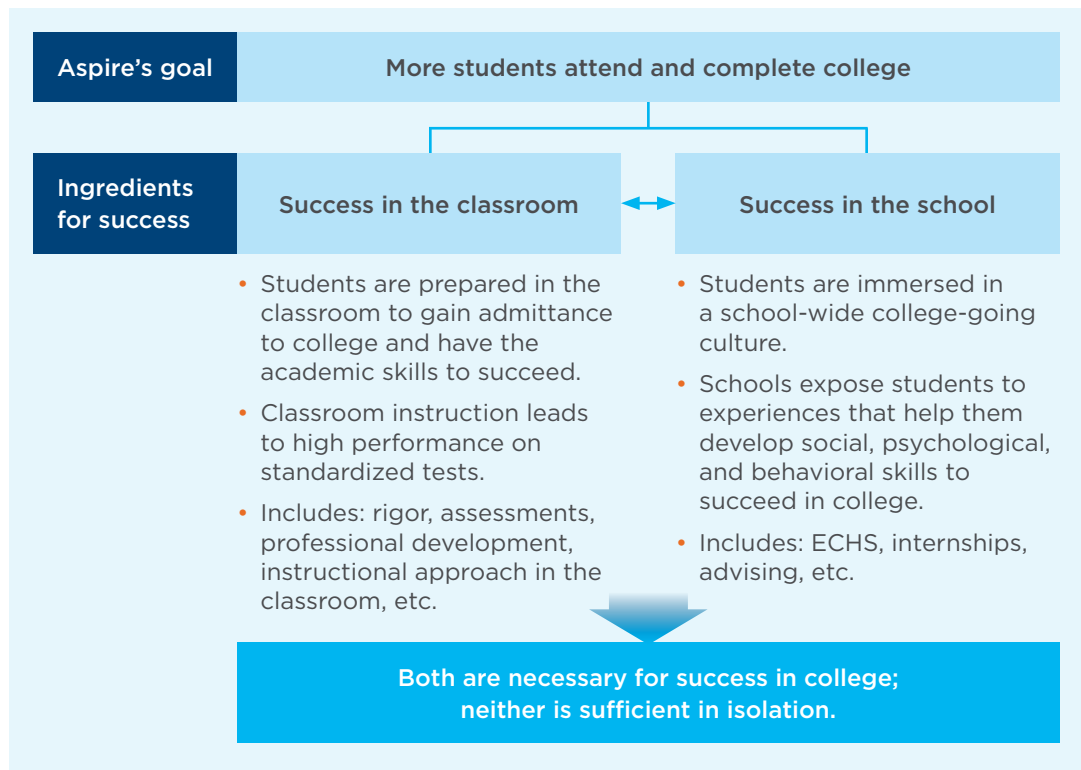 Aspire's goal
More students attend and complete college
Ingredients
for success
Success in the classroom
Success in the school
• Students are prepared in the
classroom to gain admittance
to college and have the
academic skills to succeed.
• Classroom instruction leads
to high performance on
standardized tests.
• Includes: rigor, assessments,
professional development,
instructional approach in the
classroom, etc.
• Students are immersed in
a school-wide college-going
culture.
• Schools expose students to
experiences that help them
develop social, psychological,
and behavioral skills to
succeed in college.
• Includes: ECHS, internships,
advising, etc.
Both are necessary for success in college;
neither is sufficient in isolation.